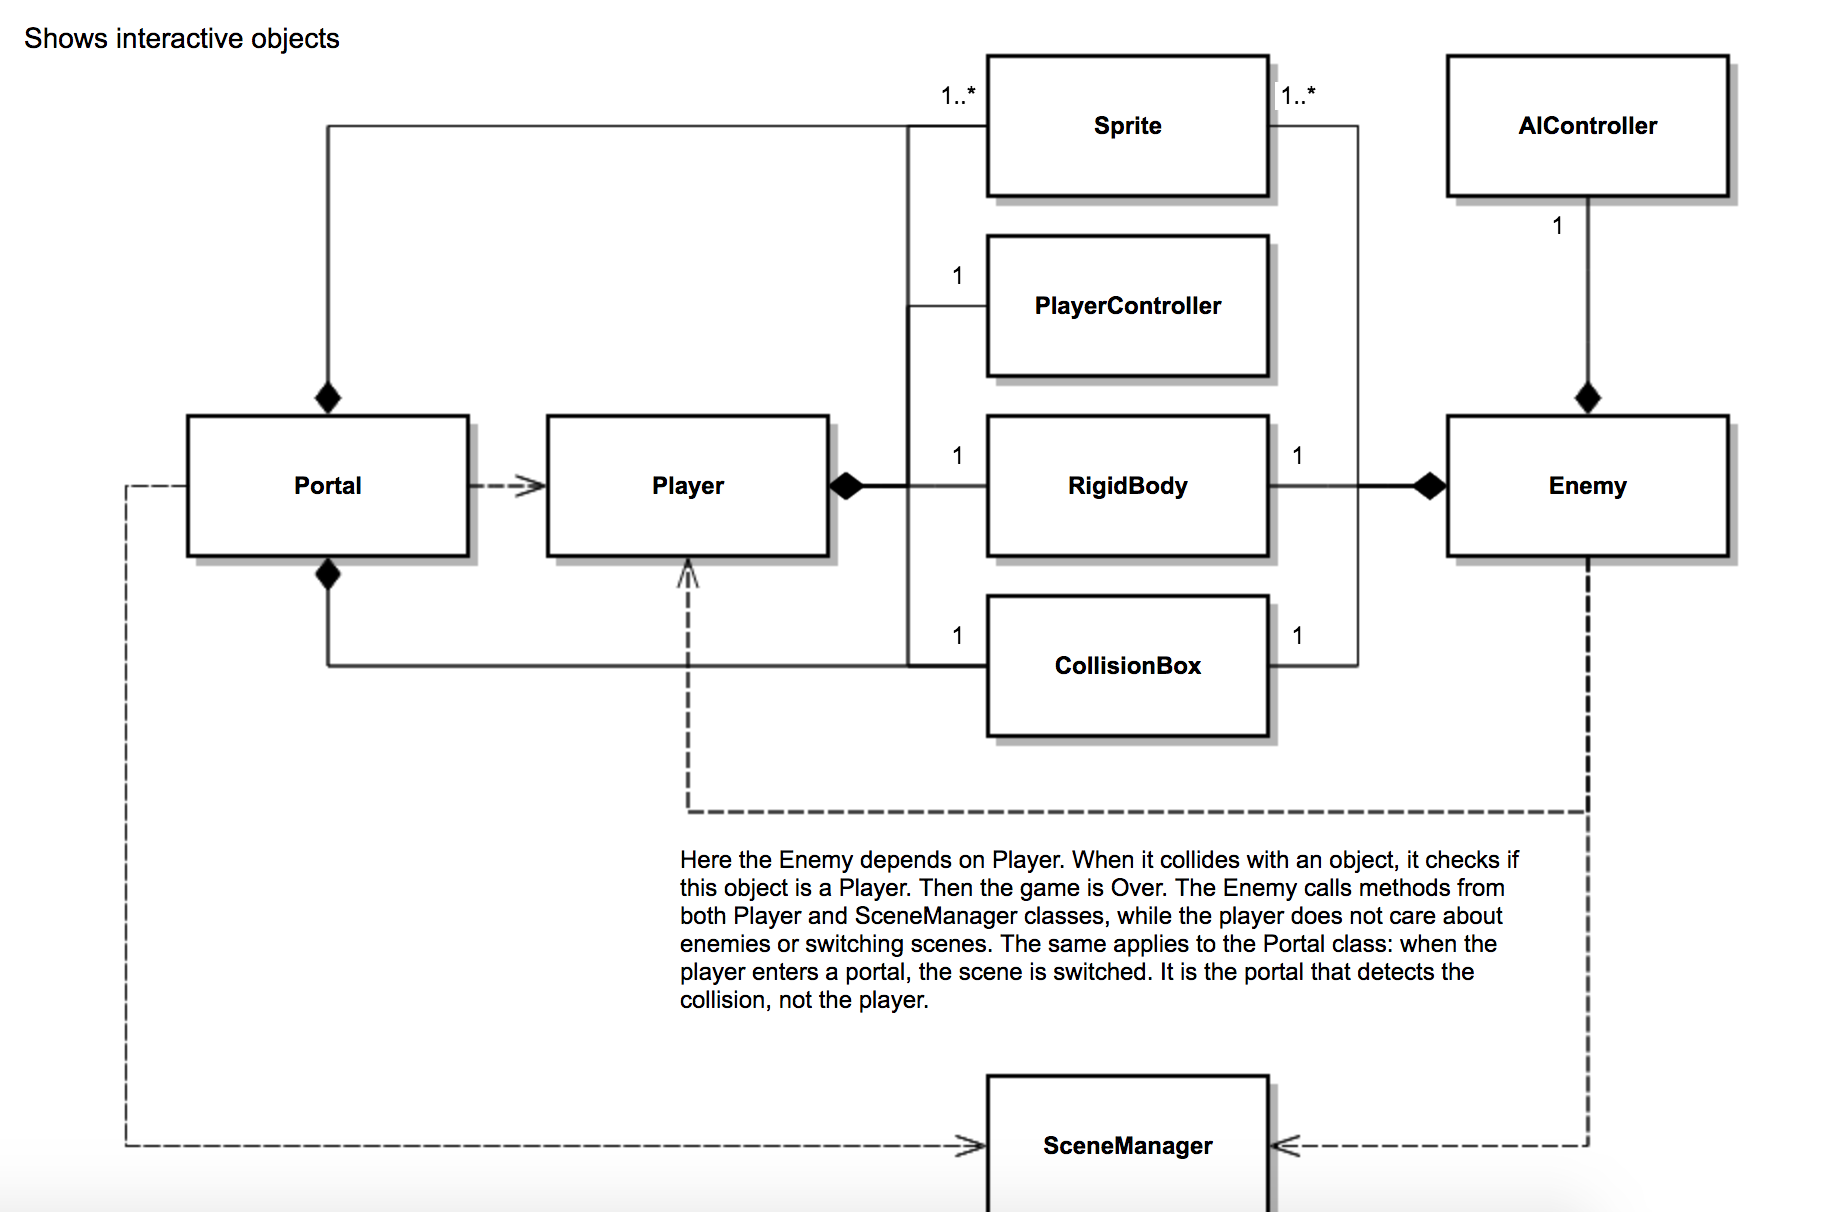 Shows interactive objects
1..*
1..*
Sprite
AIController
1
1
PlayerController
1
1
Portal
Player
RigidBody
Enemy
1
1
CollisionBox
Here the Enemy depends on Player. When it collides with an object, it checks if
this object is a Player. Then the game is Over. The Enemy calls methods from
both Player and SceneManager classes, while the player does not care about
enemies or switching scenes. The same applies to the Portal class: when the
player enters a portal, the scene is switched. It is the portal that detects the
collision, not the player.
SceneManager